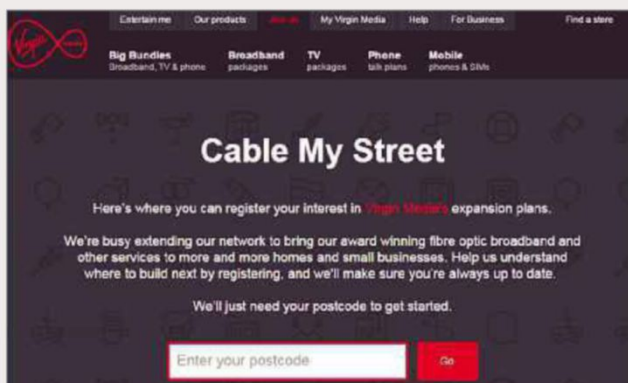 Entertain me Our products Join us My Virgin Media Help For Business Find a store
Virgin media
Big Bundles Broadband TV Phone Mobile
Broadband, TV & phone packages packages talk plans phones & SIMs
Cable My Street
Here's where you can register your interest in Virgin Media's expansion plans.
We're busy extending our network to bring our award winning fibre optic broadband and
other services to more and more homes and small businesses. Help us understand
where to build next by registering, and we'll make sure you're always up to date.
We'll just need your postcode to get started.
Enter your postcode Go